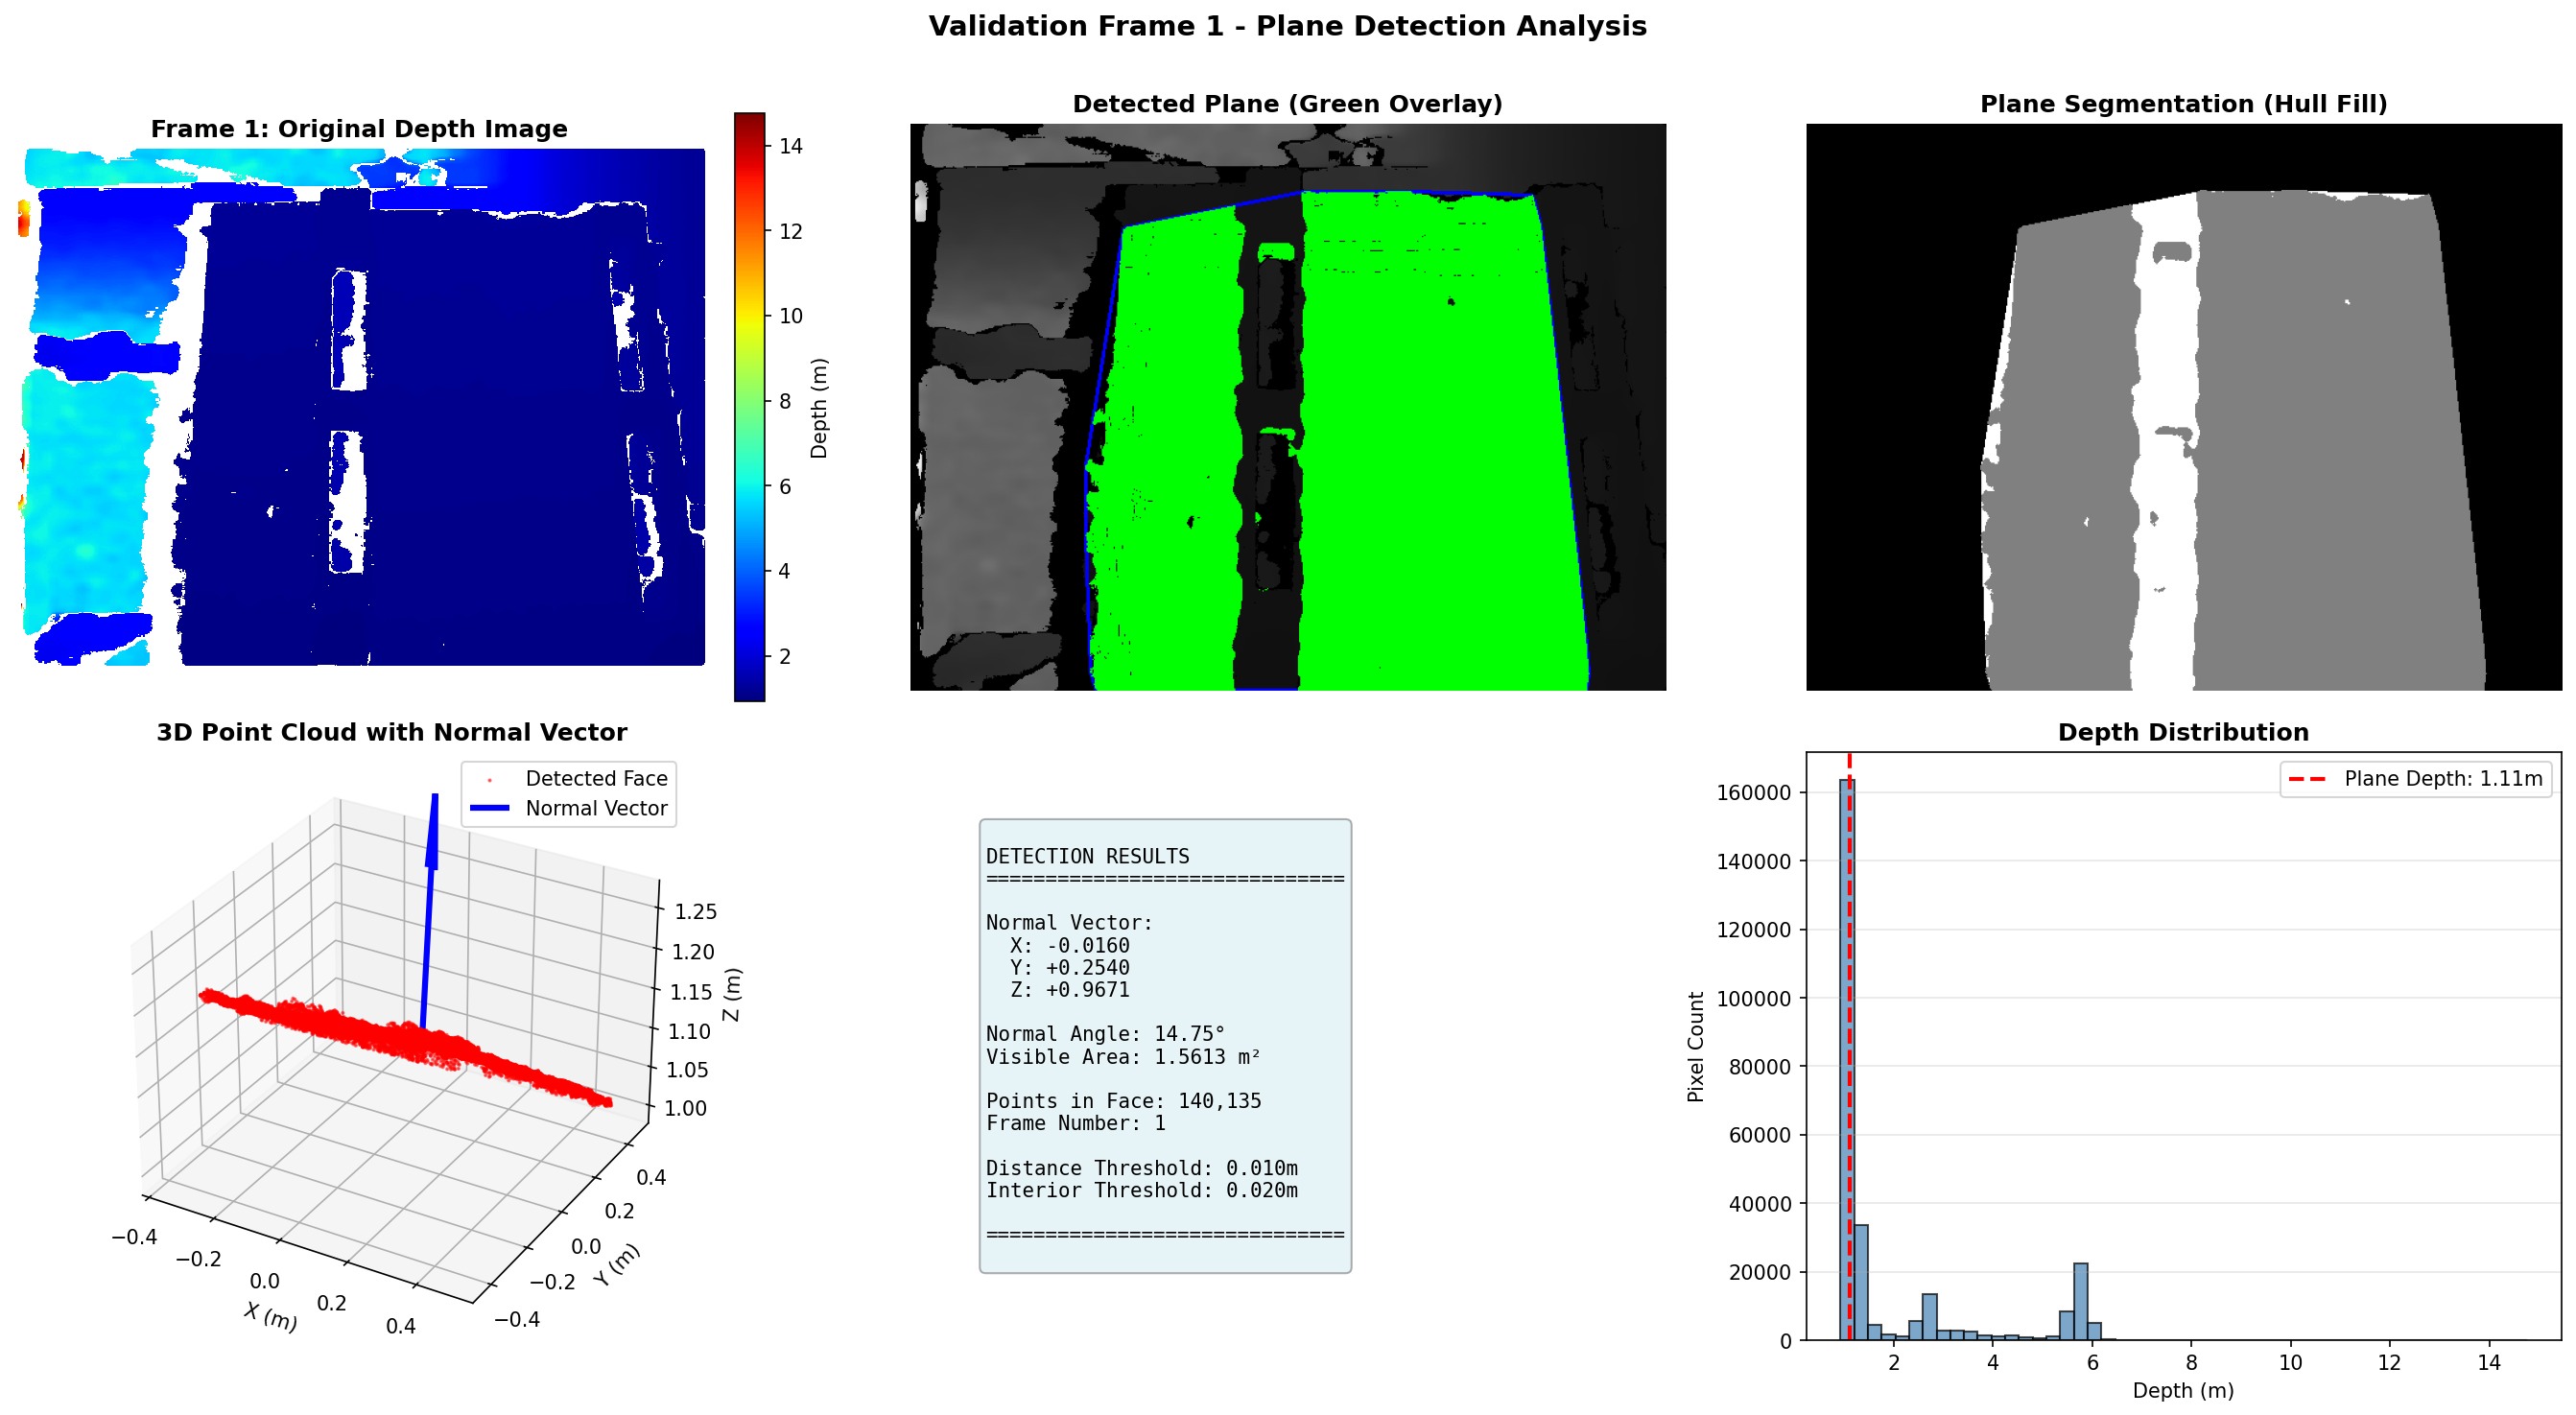 Validation Frame 1 - Plane Detection Analysis
Frame 1: Original Depth Image
14
12
10
8
6
4
2
Depth (m)
Detected Plane (Green Overlay)
Plane Segmentation (Hull Fill)
3D Point Cloud with Normal Vector
Detected Face
Normal Vector
1.25
1.20
1.15
1.10
1.05
1.00
Z (m)
0.4
0.2
0.0
−0.2
−0.4
Y (m)
−0.4
−0.2
0.0
0.2
0.4
X (m)
DETECTION RESULTS
==============================
Normal Vector:
X: -0.0160
Y: +0.2540
Z: +0.9671
Normal Angle: 14.75°
Visible Area: 1.5613 m²
Points in Face: 140,135
Frame Number: 1
Distance Threshold: 0.010m
Interior Threshold: 0.020m
==============================
Depth Distribution
Plane Depth: 1.11m
160000
140000
120000
100000
80000
60000
40000
20000
0
Pixel Count
2 4 6 8 10 12 14
Depth (m)